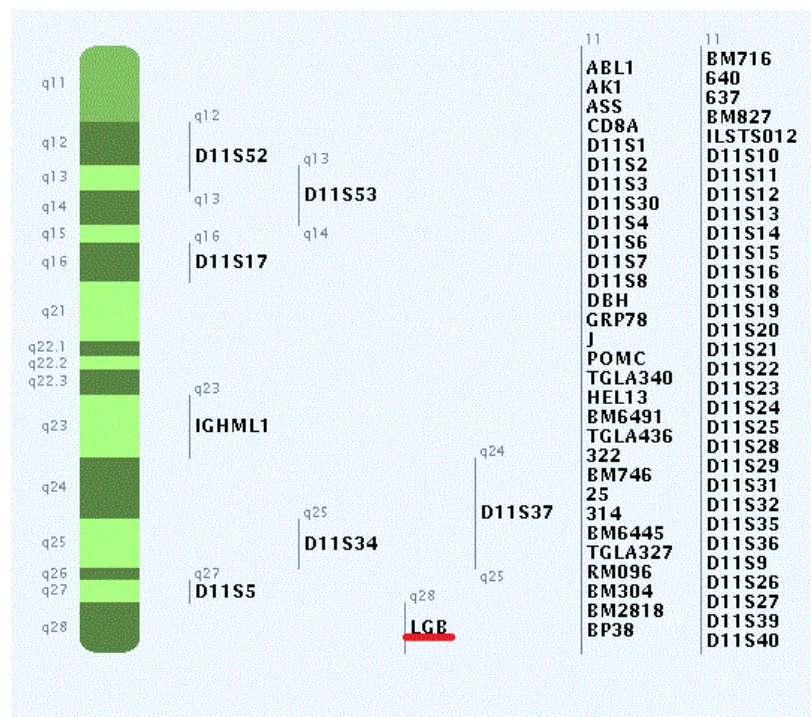 q11
q12
q13
q14
q15
q16
q21
q22.1
q22.2
q22.3
q23
q24
q25
q26
q27
q28
q12
D11S52
q13
q13
D11S53
q14
q16
D11S17
q23
IGHML1
q24
D11S37
q25
q25
D11S34
q27
D11S5
q28
LGB
11
ABL1
AK1
ASS
CD8A
D11S1
D11S2
D11S3
D11S30
D11S4
D11S6
D11S7
D11S8
DBH
GRP78
J
POMC
TGLA340
HEL13
BM6491
TGLA436
322
BM746
25
314
BM6445
TGLA327
RM096
BM304
BM2818
BP38
11
BM716
640
637
BM827
ILSTS012
D11S10
D11S11
D11S12
D11S13
D11S14
D11S15
D11S16
D11S18
D11S19
D11S20
D11S21
D11S22
D11S23
D11S24
D11S25
D11S28
D11S29
D11S31
D11S32
D11S35
D11S36
D11S9
D11S26
D11S27
D11S39
D11S40